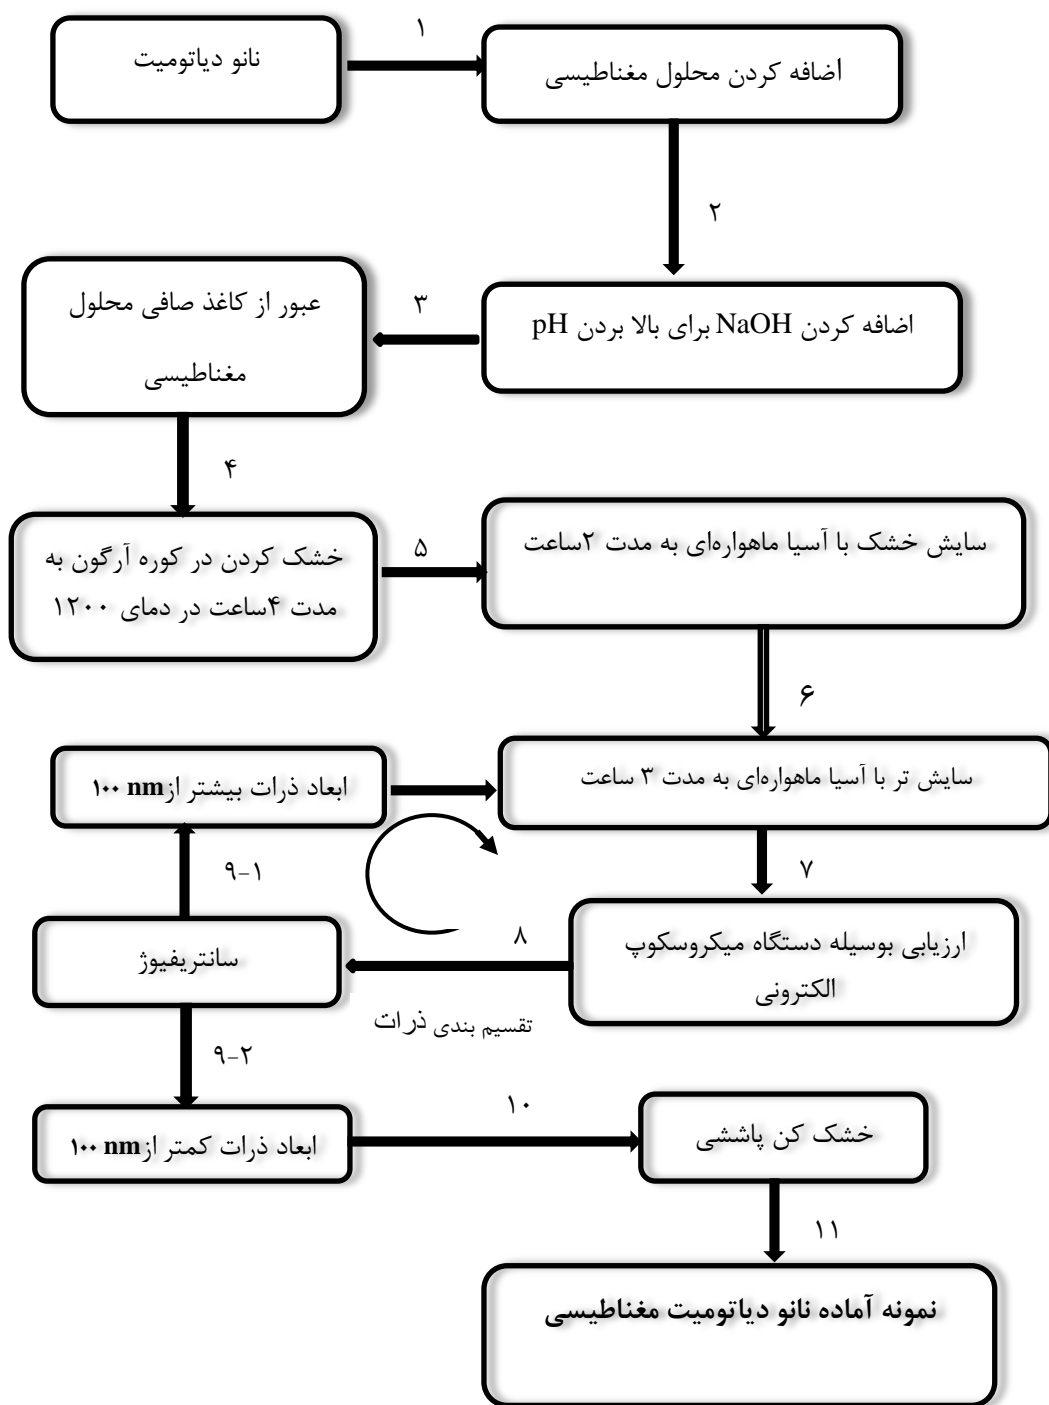 نانو دیاتومیت
۱
اضافه کردن محلول مغناطیسی
۲
اضافه کردن NaOH برای بالا بردن pH
۳
عبور از کاغذ صافی محلول
مغناطیسی
۴
خشک کردن در کوره آرگون به
مدت ۴ساعت در دمای ۱۲۰۰
۵
سایش خشک با آسیا ماهواره‌ای به مدت ۲ساعت
۶
سایش تر با آسیا ماهواره‌ای به مدت ۳ ساعت
۷
ارزیابی بوسیله دستگاه میکروسکوپ
الکترونی
۸
تقسیم بندی ذرات
سانتریفیوژ
۹-۱
ابعاد ذرات بیشتر از۱۰۰ nm
۹-۲
ابعاد ذرات کمتر از۱۰۰ nm
۱۰
خشک کن پاششی
۱۱
نمونه آماده نانو دیاتومیت مغناطیسی